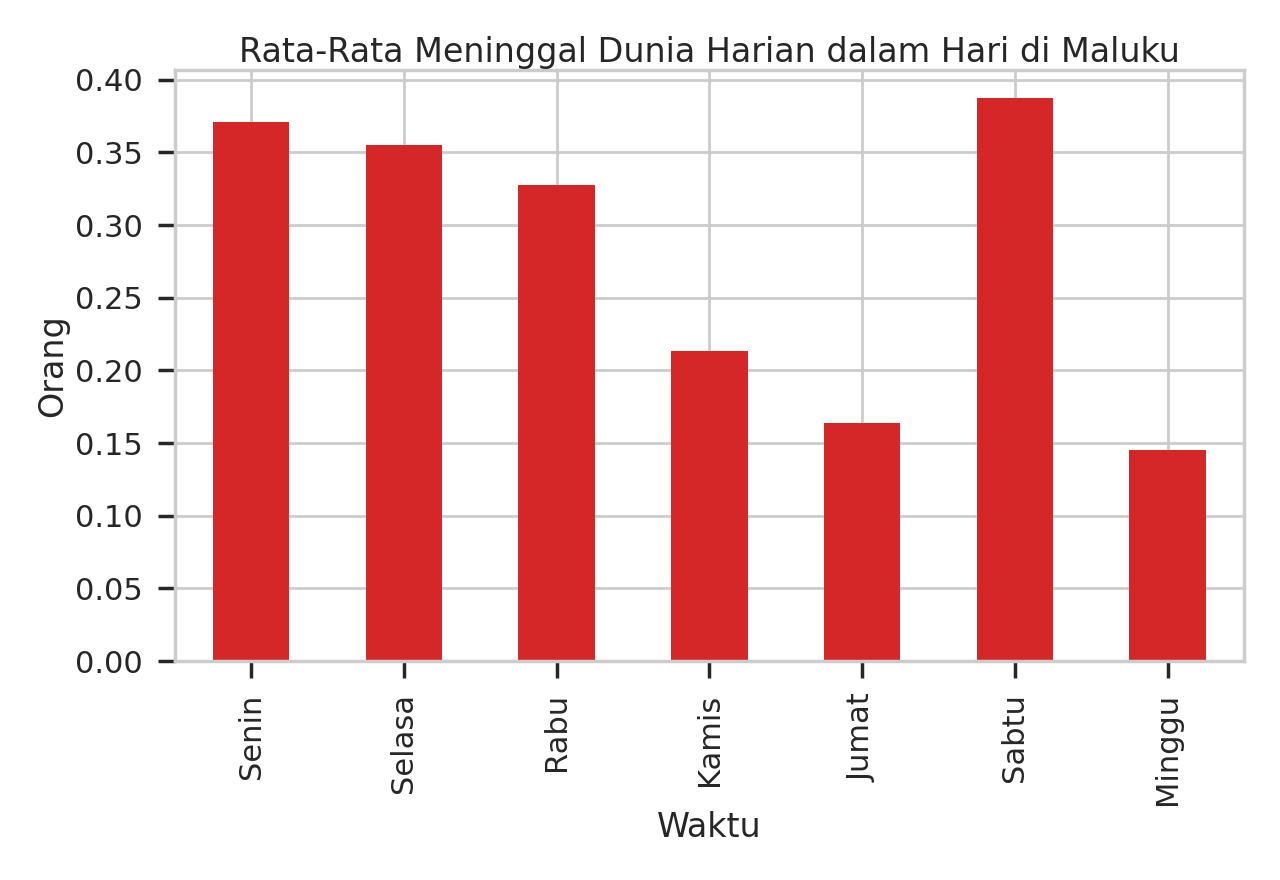 Rata-Rata Meninggal Dunia Harian dalam Hari di Maluku
0.40
0.35
0.30
0.25
0.20
0.15
0.10
0.05
0.00
Orang
Senin
Selasa
Rabu
Kamis
Jumat
Sabtu
Minggu
Waktu